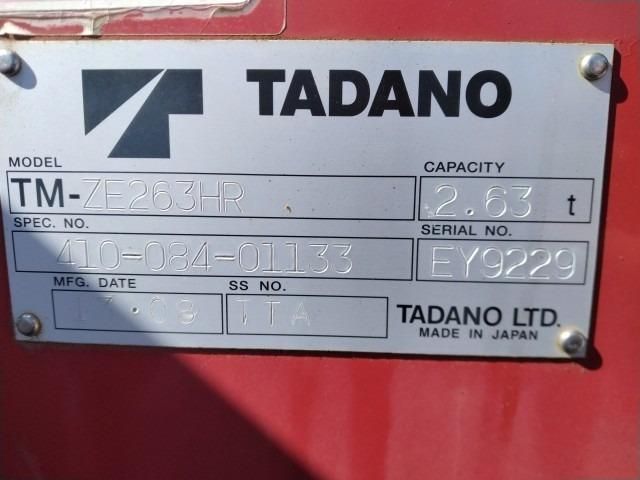 TADANO
MODEL
TM-ZE263HR
CAPACITY
2.63 t
SPEC. NO.
410-084-01133
SERIAL NO.
EY9229
MFG. DATE
SS NO.
TTA
TADANO LTD.
MADE IN JAPAN